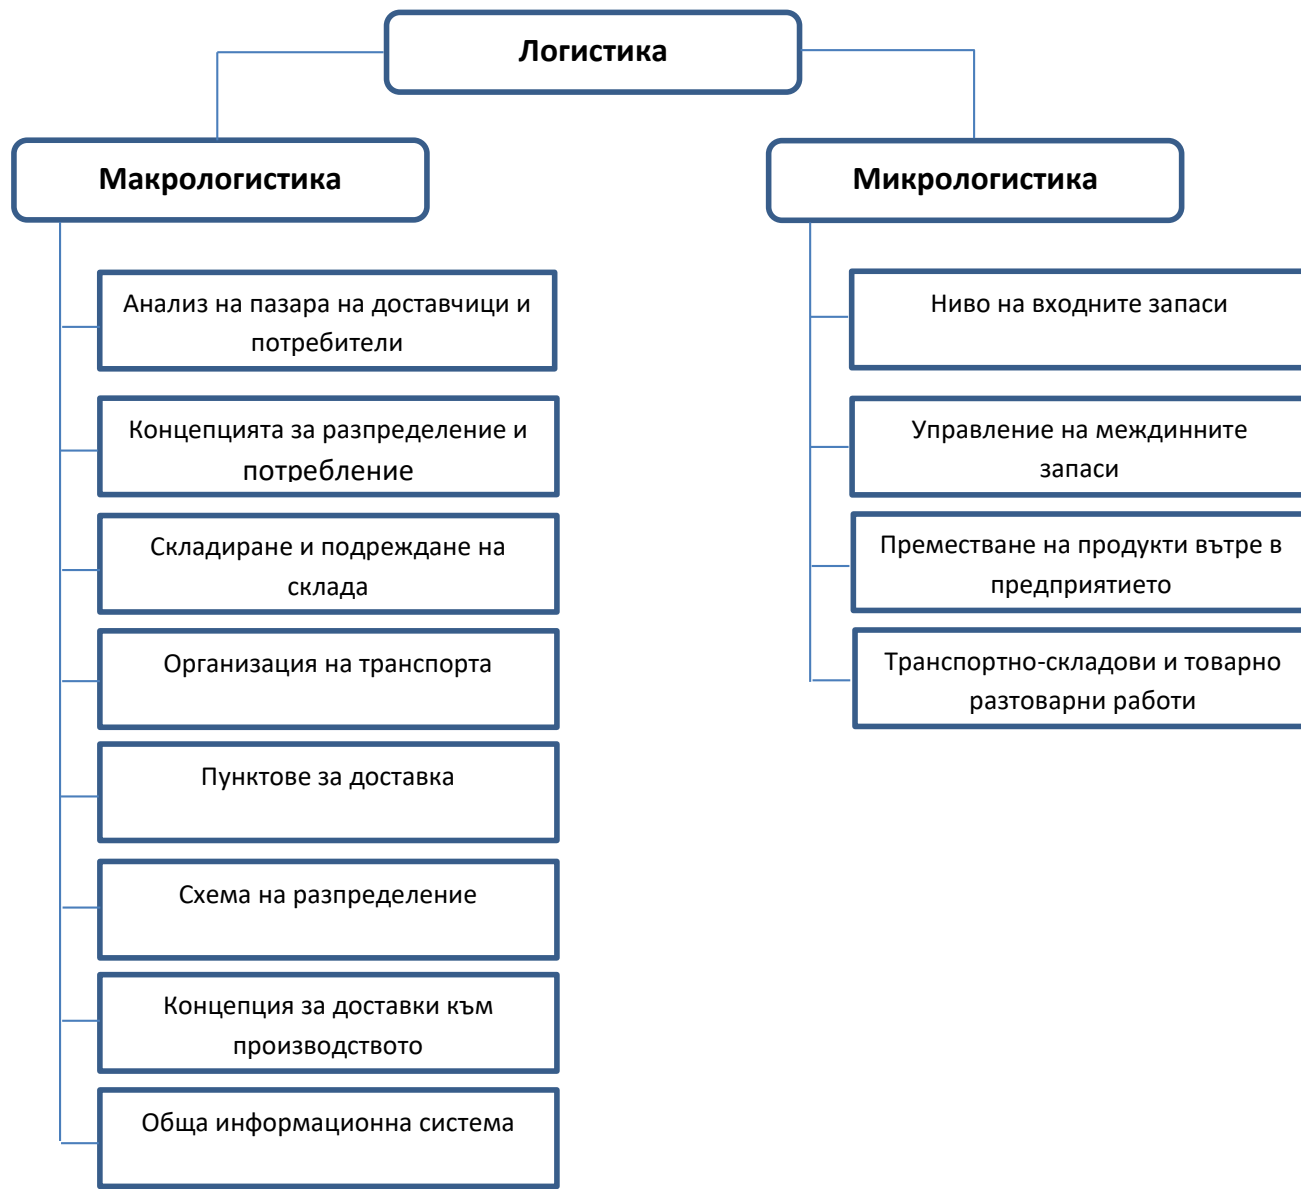 Логистика
Макрологистика
Анализ на пазара на доставчици и
потребители
Концепцията за разпределение и
потребление
Складиране и подреждане на
склада
Организация на транспорта
Пунктове за доставка
Схема на разпределение
Концепция за доставки към
производството
Обща информационна система
Микрологистика
Ниво на входните запаси
Управление на междинните
запаси
Преместване на продукти вътре в
предприятието
Транспортно-складови и товарно
разтоварни работи